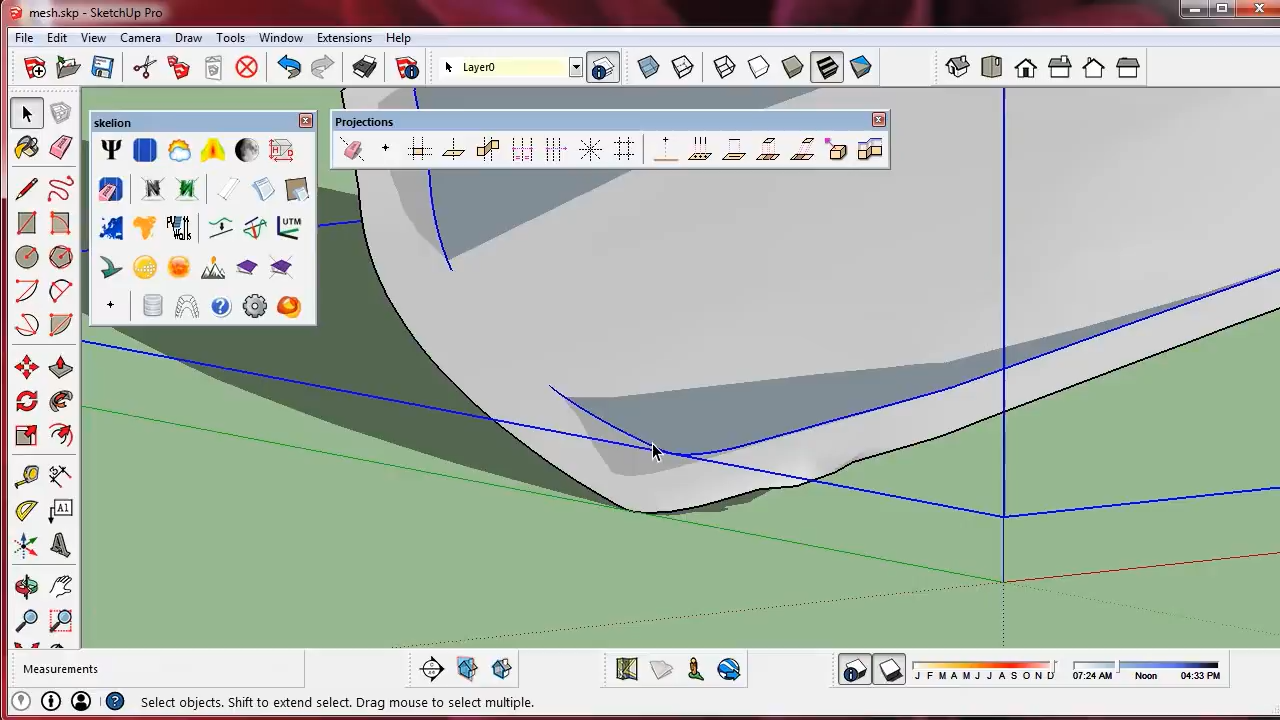 mesh.skp - SketchUp Pro
File Edit View Camera Draw Tools Window Extensions Help
Layer0
skelion
Projections
UTM
A1
Measurements
J F M A M J J A S O N D
07:24 AM Noon 04:33 PM
Select objects. Shift to extend select. Drag mouse to select multiple.